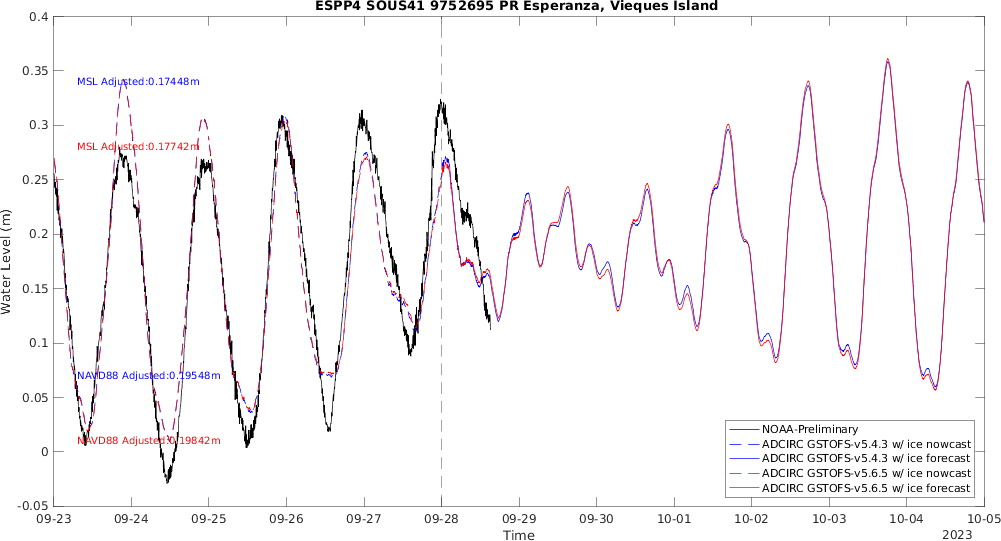 ESPP4 SOUS41 9752695 PR Esperanza, Vieques Island
0.4
0.35
0.3
0.25
0.2
0.15
0.1
0.05
0
-0.05
Water Level (m)
MSL Adjusted:0.17448m
MSL Adjusted:0.17742m
NAVD88 Adjusted:0.19548m
NAVD88 Adjusted:0.19842m
NOAA-Preliminary
ADCIRC GSTOFS-v5.4.3 w/ ice nowcast
ADCIRC GSTOFS-v5.4.3 w/ ice forecast
ADCIRC GSTOFS-v5.6.5 w/ ice nowcast
ADCIRC GSTOFS-v5.6.5 w/ ice forecast
09-23 09-24 09-25 09-26 09-27 09-28 09-29 09-30 10-01 10-02 10-03 10-04 10-05
Time
2023